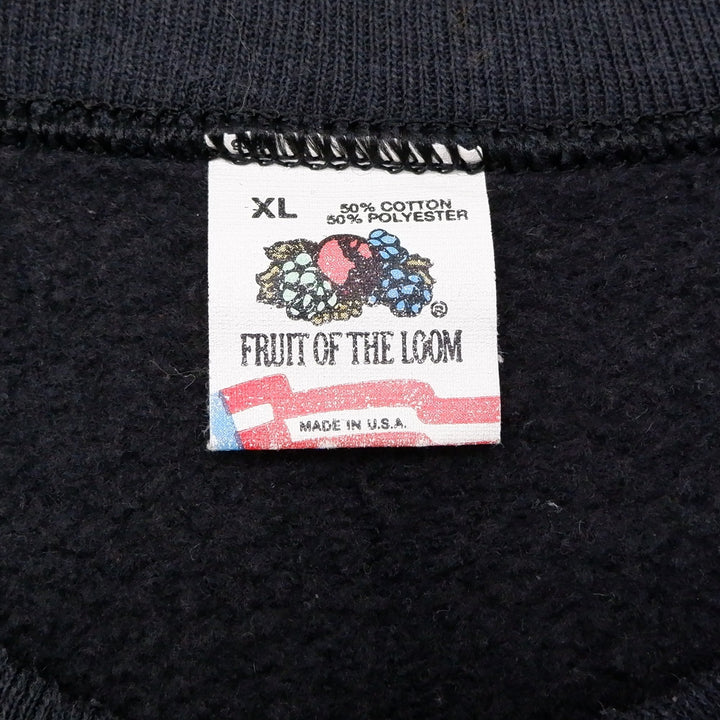 XL
50% COTTON
50% POLYESTER
®
FRUIT OF THE LOOM
MADE IN U.S.A.